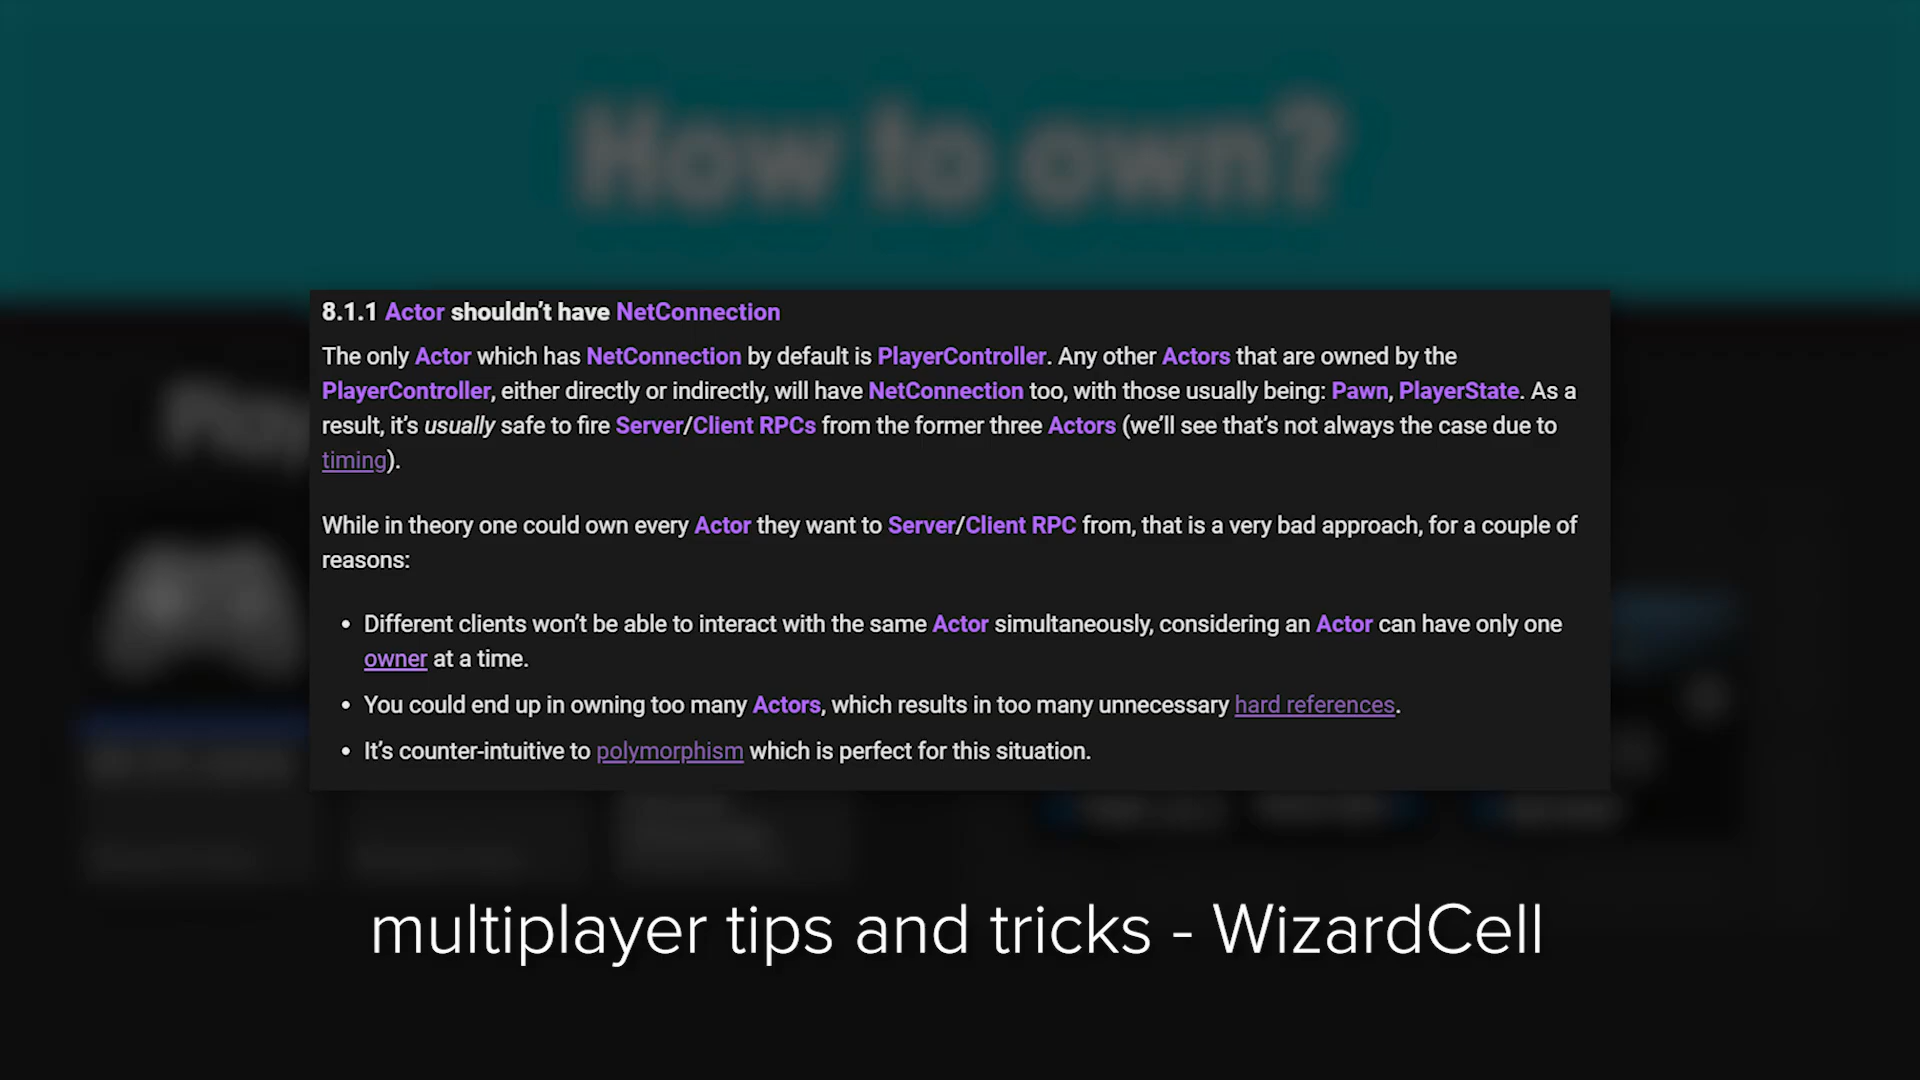 How to own?
8.1.1 Actor shouldn't have NetConnection
The only Actor which has NetConnection by default is PlayerController. Any other Actors that are owned by the
PlayerController, either directly or indirectly, will have NetConnection too, with those usually being: Pawn, PlayerState. As a
result, it's usually safe to fire Server/Client RPCs from the former three Actors (we'll see that's not always the case due to
timing).
While in theory one could own every Actor they want to Server/Client RPC from, that is a very bad approach, for a couple of
reasons:
• Different clients won't be able to interact with the same Actor simultaneously, considering an Actor can have only one
owner at a time.
• You could end up in owning too many Actors, which results in too many unnecessary hard references.
• It's counter-intuitive to polymorphism which is perfect for this situation.
multiplayer tips and tricks - WizardCell